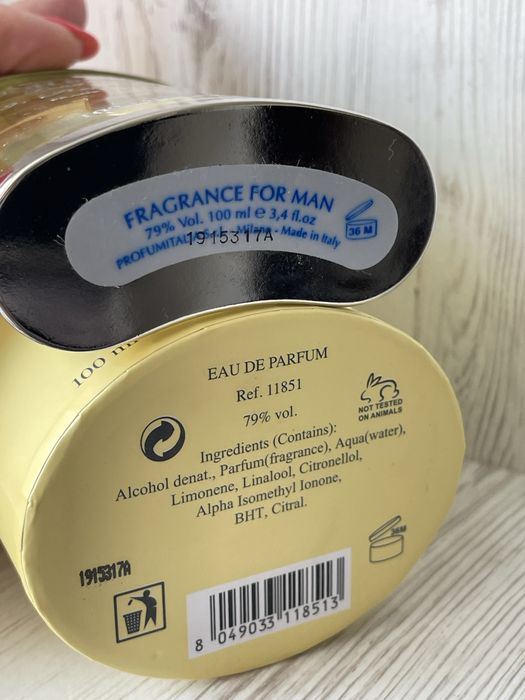 FRAGRANCE FOR MAN
79% Vol. 100 ml e 3,4 fl.oz
PROFUMITALIA S.r.l. - Milano - Made in Italy
1915317A
36 M
100 ml
EAU DE PARFUM
Ref. 11851
79% vol.
NOT TESTED
ON ANIMALS
Ingredients (Contains):
Alcohol denat., Parfum(fragrance), Aqua(water),
Limonene, Linalool, Citronellol,
Alpha Isomethyl Ionone,
BHT, Citral.
36M
1915317A
8 049033 118513